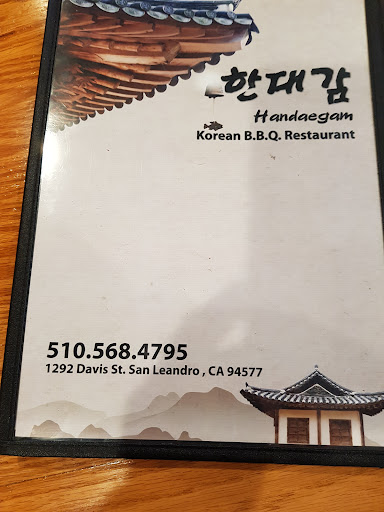 한대감
Handaegam
Korean B.B.Q. Restaurant
510.568.4795
1292 Davis St. San Leandro , CA 94577